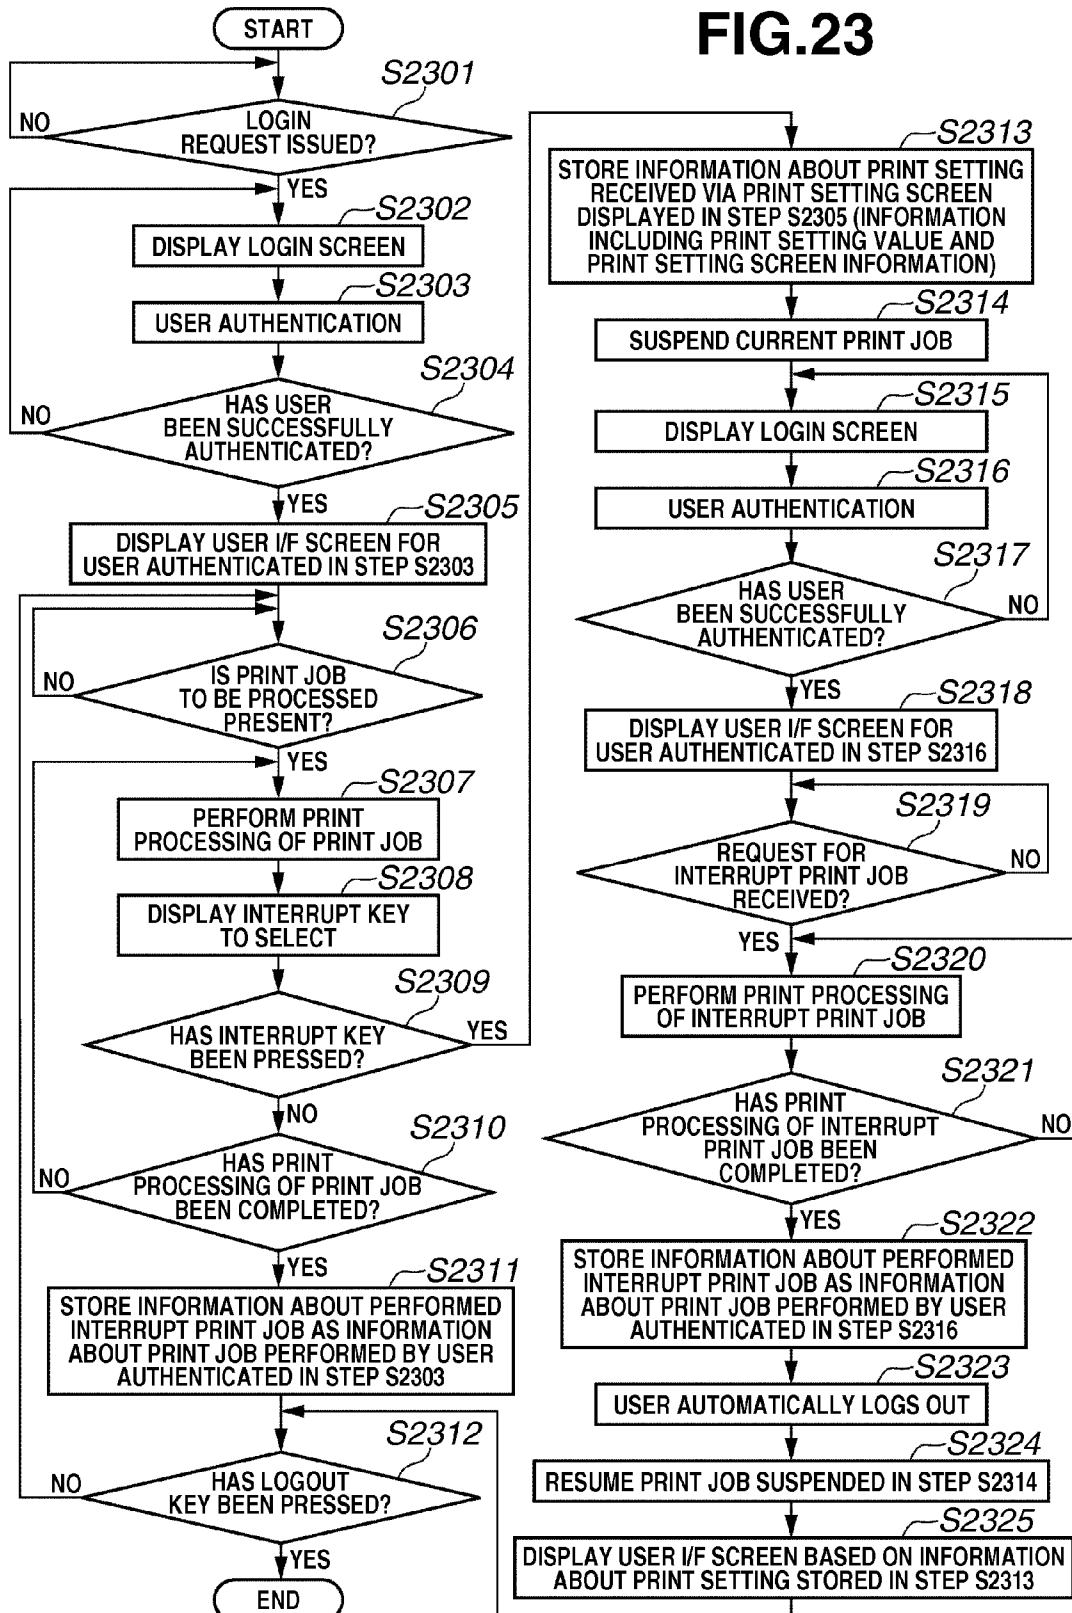 FIG.23
START
S2301
LOGIN
REQUEST ISSUED?
NO
YES
S2302
DISPLAY LOGIN SCREEN
S2303
USER AUTHENTICATION
S2304
HAS USER
BEEN SUCCESSFULLY
AUTHENTICATED?
NO
YES
S2305
DISPLAY USER I/F SCREEN FOR
USER AUTHENTICATED IN STEP S2303
S2306
IS PRINT JOB
TO BE PROCESSED
PRESENT?
NO
YES
S2307
PERFORM PRINT
PROCESSING OF PRINT JOB
S2308
DISPLAY INTERRUPT KEY
TO SELECT
S2309
HAS INTERRUPT KEY
BEEN PRESSED?
YES
NO
S2310
HAS PRINT
PROCESSING OF PRINT JOB
BEEN COMPLETED?
NO
YES
S2311
STORE INFORMATION ABOUT PERFORMED
INTERRUPT PRINT JOB AS INFORMATION
ABOUT PRINT JOB PERFORMED BY USER
AUTHENTICATED IN STEP S2303
S2312
HAS LOGOUT
KEY BEEN PRESSED?
NO
YES
END
S2313
STORE INFORMATION ABOUT PRINT SETTING
RECEIVED VIA PRINT SETTING SCREEN
DISPLAYED IN STEP S2305 (INFORMATION
INCLUDING PRINT SETTING VALUE AND
PRINT SETTING SCREEN INFORMATION)
S2314
SUSPEND CURRENT PRINT JOB
S2315
DISPLAY LOGIN SCREEN
S2316
USER AUTHENTICATION
S2317
HAS USER
BEEN SUCCESSFULLY
AUTHENTICATED?
NO
YES
S2318
DISPLAY USER I/F SCREEN FOR
USER AUTHENTICATED IN STEP S2316
S2319
REQUEST FOR
INTERRUPT PRINT JOB
RECEIVED?
NO
YES
S2320
PERFORM PRINT PROCESSING
OF INTERRUPT PRINT JOB
S2321
HAS PRINT
PROCESSING OF INTERRUPT
PRINT JOB BEEN
COMPLETED?
NO
YES
S2322
STORE INFORMATION ABOUT PERFORMED
INTERRUPT PRINT JOB AS INFORMATION
ABOUT PRINT JOB PERFORMED BY USER
AUTHENTICATED IN STEP S2316
S2323
USER AUTOMATICALLY LOGS OUT
S2324
RESUME PRINT JOB SUSPENDED IN STEP S2314
S2325
DISPLAY USER I/F SCREEN BASED ON INFORMATION
ABOUT PRINT SETTING STORED IN STEP S2313